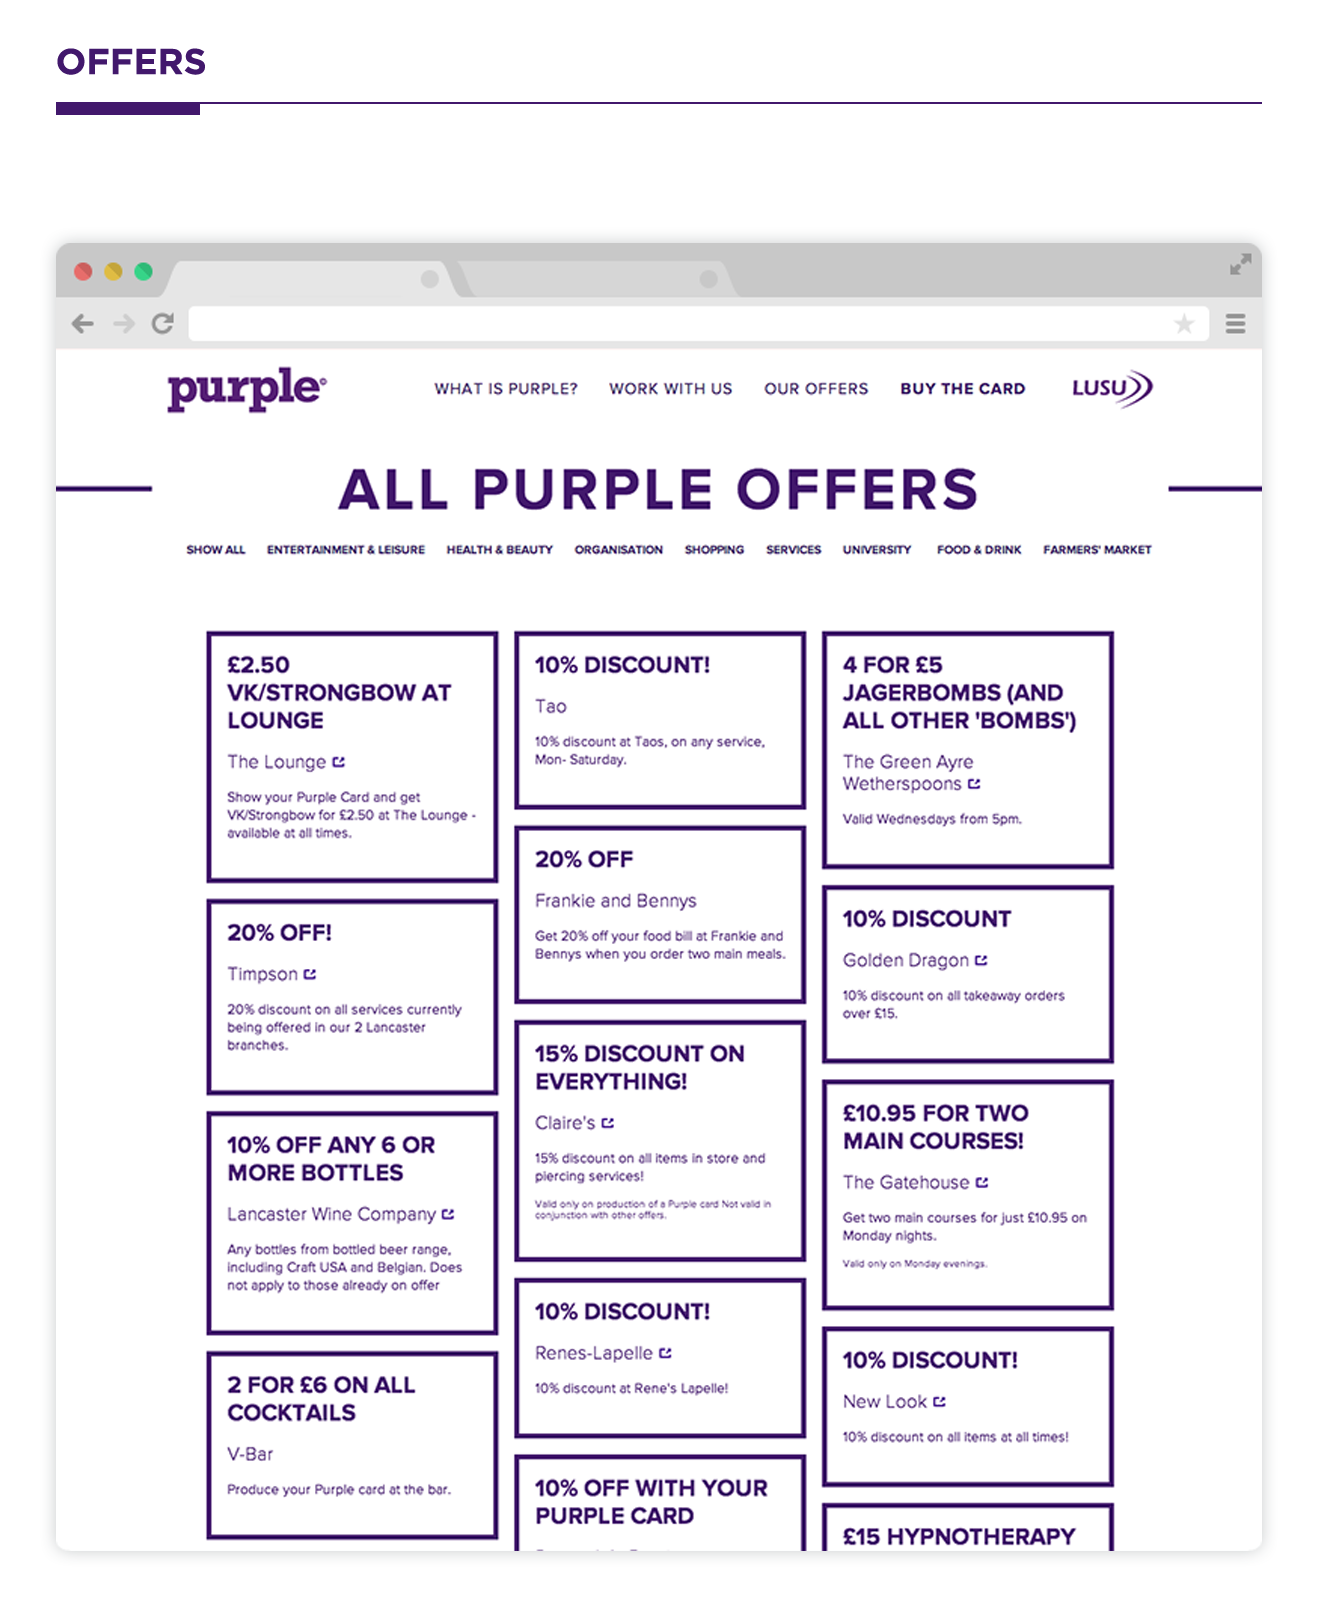 OFFERS
purple©
WHAT IS PURPLE? WORK WITH US OUR OFFERS BUY THE CARD LUSU
ALL PURPLE OFFERS
SHOW ALL ENTERTAINMENT & LEISURE HEALTH & BEAUTY ORGANISATION SHOPPING SERVICES UNIVERSITY FOOD & DRINK FARMERS' MARKET
£2.50
VK/STRONGBOW AT
LOUNGE
The Lounge
Show your Purple Card and get
VK/Strongbow for £2.50 at The Lounge -
available at all times.
20% OFF!
Timpson
20% discount on all services currently
being offered in our 2 Lancaster
branches.
10% OFF ANY 6 OR
MORE BOTTLES
Lancaster Wine Company
Any bottles from bottled beer range,
including Craft USA and Belgian. Does
not apply to those already on offer
2 FOR £6 ON ALL
COCKTAILS
V-Bar
Produce your Purple card at the bar.
10% DISCOUNT!
Tao
10% discount at Taos, on any service,
Mon- Saturday.
20% OFF
Frankie and Bennys
Get 20% off your food bill at Frankie and
Bennys when you order two main meals.
15% DISCOUNT ON
EVERYTHING!
Claire's
15% discount on all items in store and
piercing services!
Valid only on production of a Purple card Not valid in
conjunction with other offers.
10% DISCOUNT!
Renes-Lapelle
10% discount at Rene's Lapelle!
10% OFF WITH YOUR
PURPLE CARD
4 FOR £5
JAGERBOMBS (AND
ALL OTHER 'BOMBS')
The Green Ayre
Wetherspoons
Valid Wednesdays from 5pm.
10% DISCOUNT
Golden Dragon
10% discount on all takeaway orders
over £15.
£10.95 FOR TWO
MAIN COURSES!
The Gatehouse
Get two main courses for just £10.95 on
Monday nights.
Valid only on Monday evenings.
10% DISCOUNT!
New Look
10% discount on all items at all times!
£15 HYPNOTHERAPY